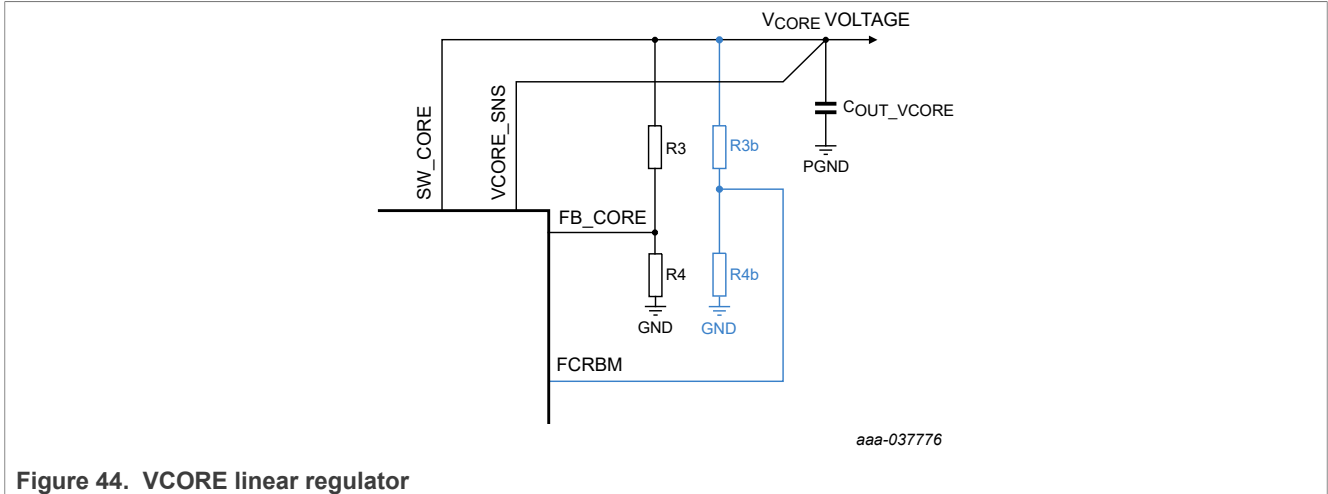 VCORE VOLTAGE
SW_CORE
VCORE_SNS
COUT_VCORE
R3
R3b
PGND
FB_CORE
R4
R4b
GND
GND
FCRBM
aaa-037776
Figure 44. VCORE linear regulator